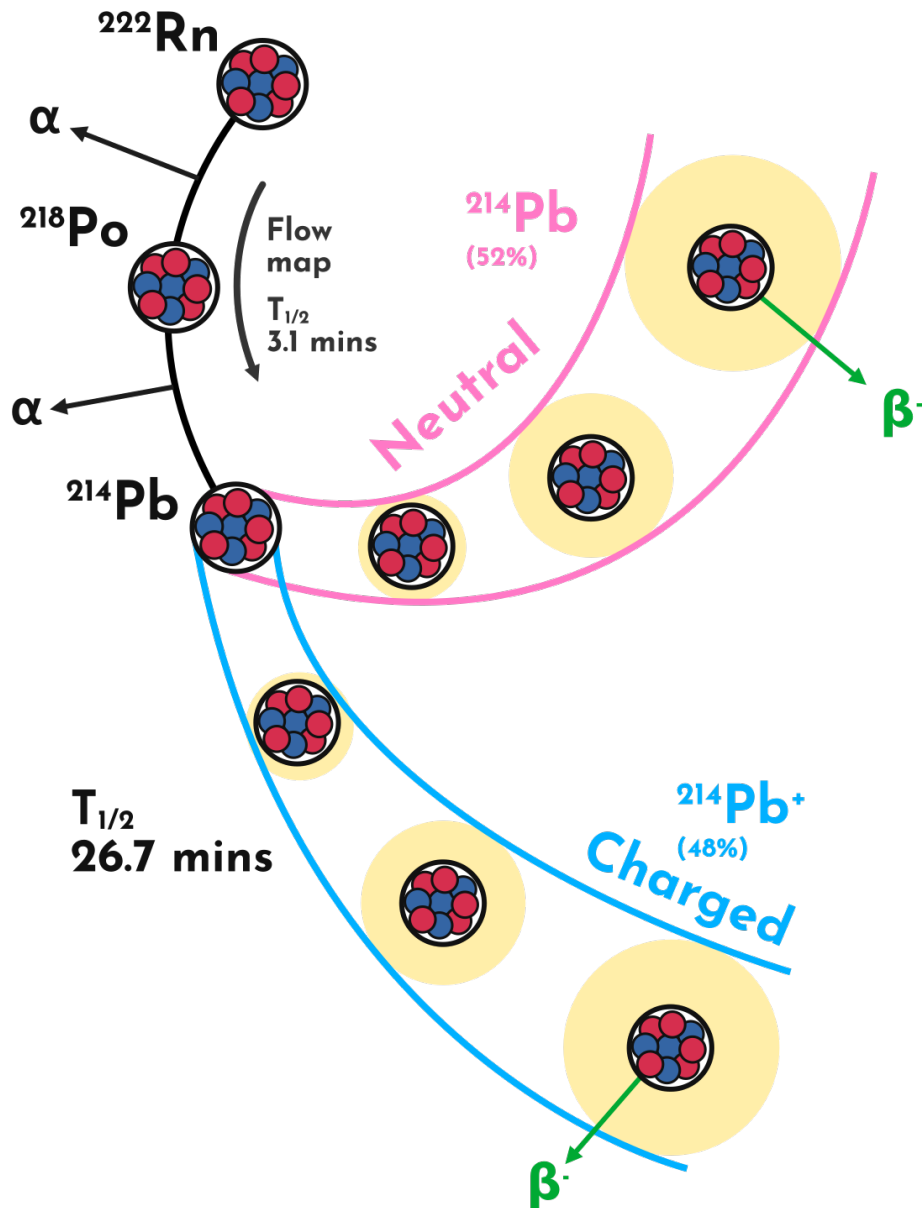 ²²²Rn
α
²¹⁸Po
Flow
map
T₁/₂
3.1 mins
α
²¹⁴Pb
²¹⁴Pb
(52%)
Neutral
β⁻
T₁/₂
26.7 mins
²¹⁴Pb⁺
(48%)
Charged
β⁻